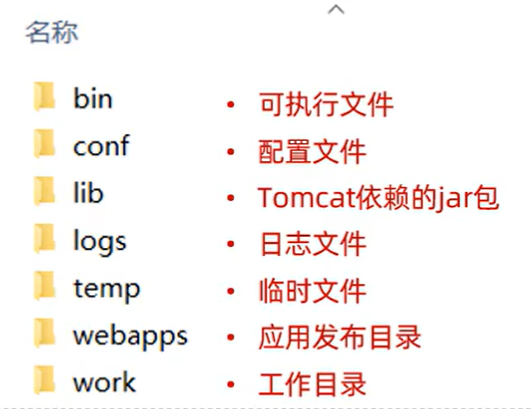 名称
bin • 可执行文件
conf • 配置文件
lib • Tomcat依赖的jar包
logs • 日志文件
temp • 临时文件
webapps • 应用发布目录
work • 工作目录